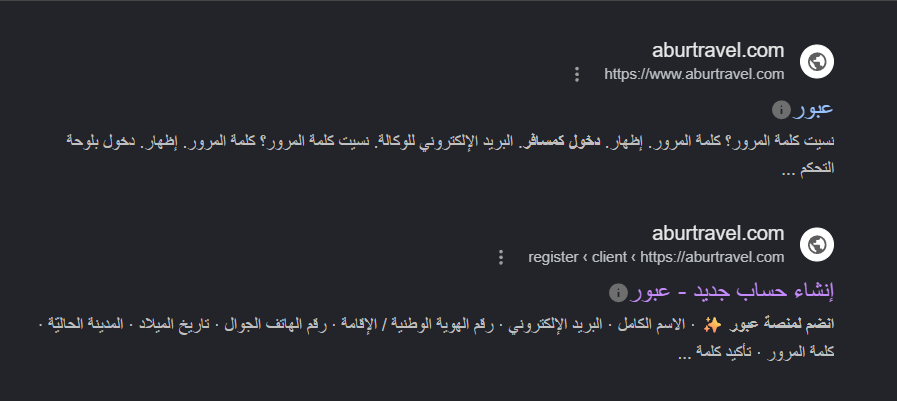 aburtravel.com
https://www.aburtravel.com
عبور
نسيت كلمة المرور؟ كلمة المرور. إظهار. دخول كمسافر. البريد الإلكتروني للوكالة. نسيت كلمة المرور؟ كلمة المرور. إظهار. دخول بلوحة
التحكم ...
aburtravel.com
https://aburtravel.com › client › register
إنشاء حساب جديد - عبور
انضم لمنصة عبور ✨ · الاسم الكامل · البريد الإلكتروني · رقم الهوية الوطنية / الإقامة · رقم الهاتف الجوال · تاريخ الميلاد · المدينة الحاليّة ·
كلمة المرور · تأكيد كلمة ...